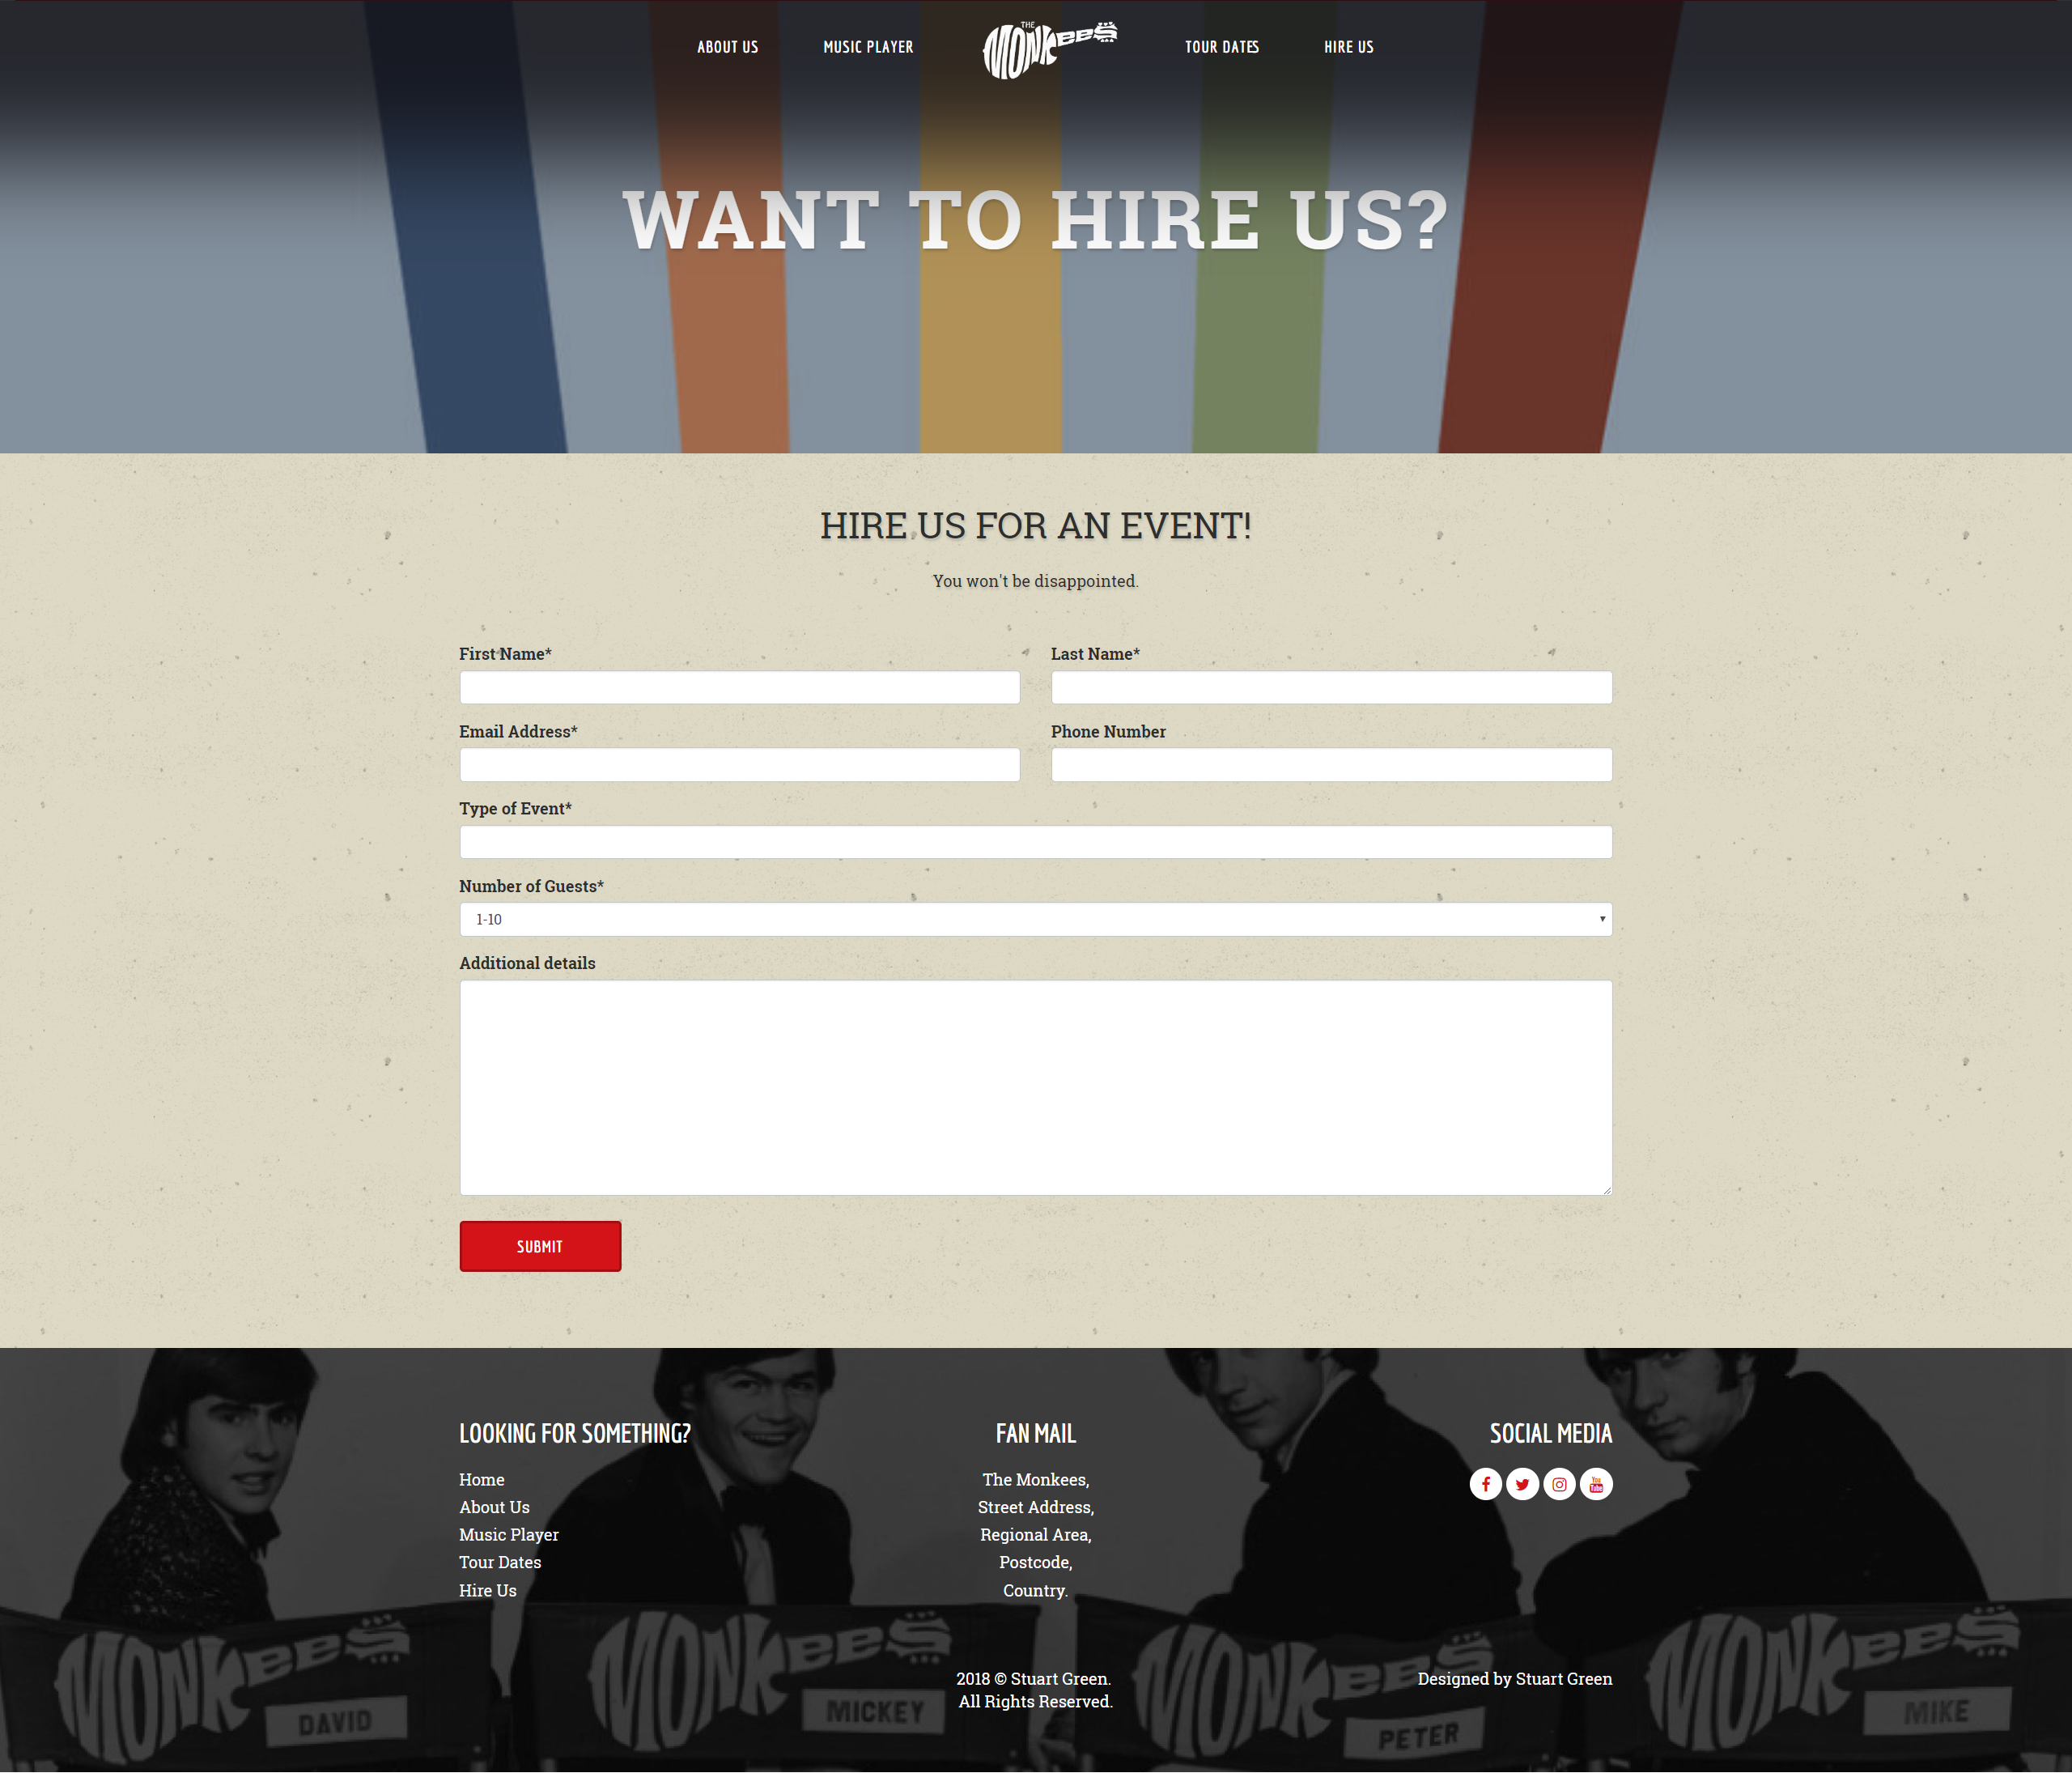 ABOUT US
MUSIC PLAYER
THE
MONKEES
TOUR DATES
HIRE US
WANT TO HIRE US?
HIRE US FOR AN EVENT!
You won't be disappointed.
First Name*
Last Name*
Email Address*
Phone Number
Type of Event*
Number of Guests*
1-10
Additional details
SUBMIT
LOOKING FOR SOMETHING?
Home
About Us
Music Player
Tour Dates
Hire Us
FAN MAIL
The Monkees,
Street Address,
Regional Area,
Postcode,
Country.
SOCIAL MEDIA
You
Tube
MONKEES
DAVID
MONKEES
MICKEY
MONKEES
PETER
MONKEES
MIKE
2018 © Stuart Green.
All Rights Reserved.
Designed by Stuart Green